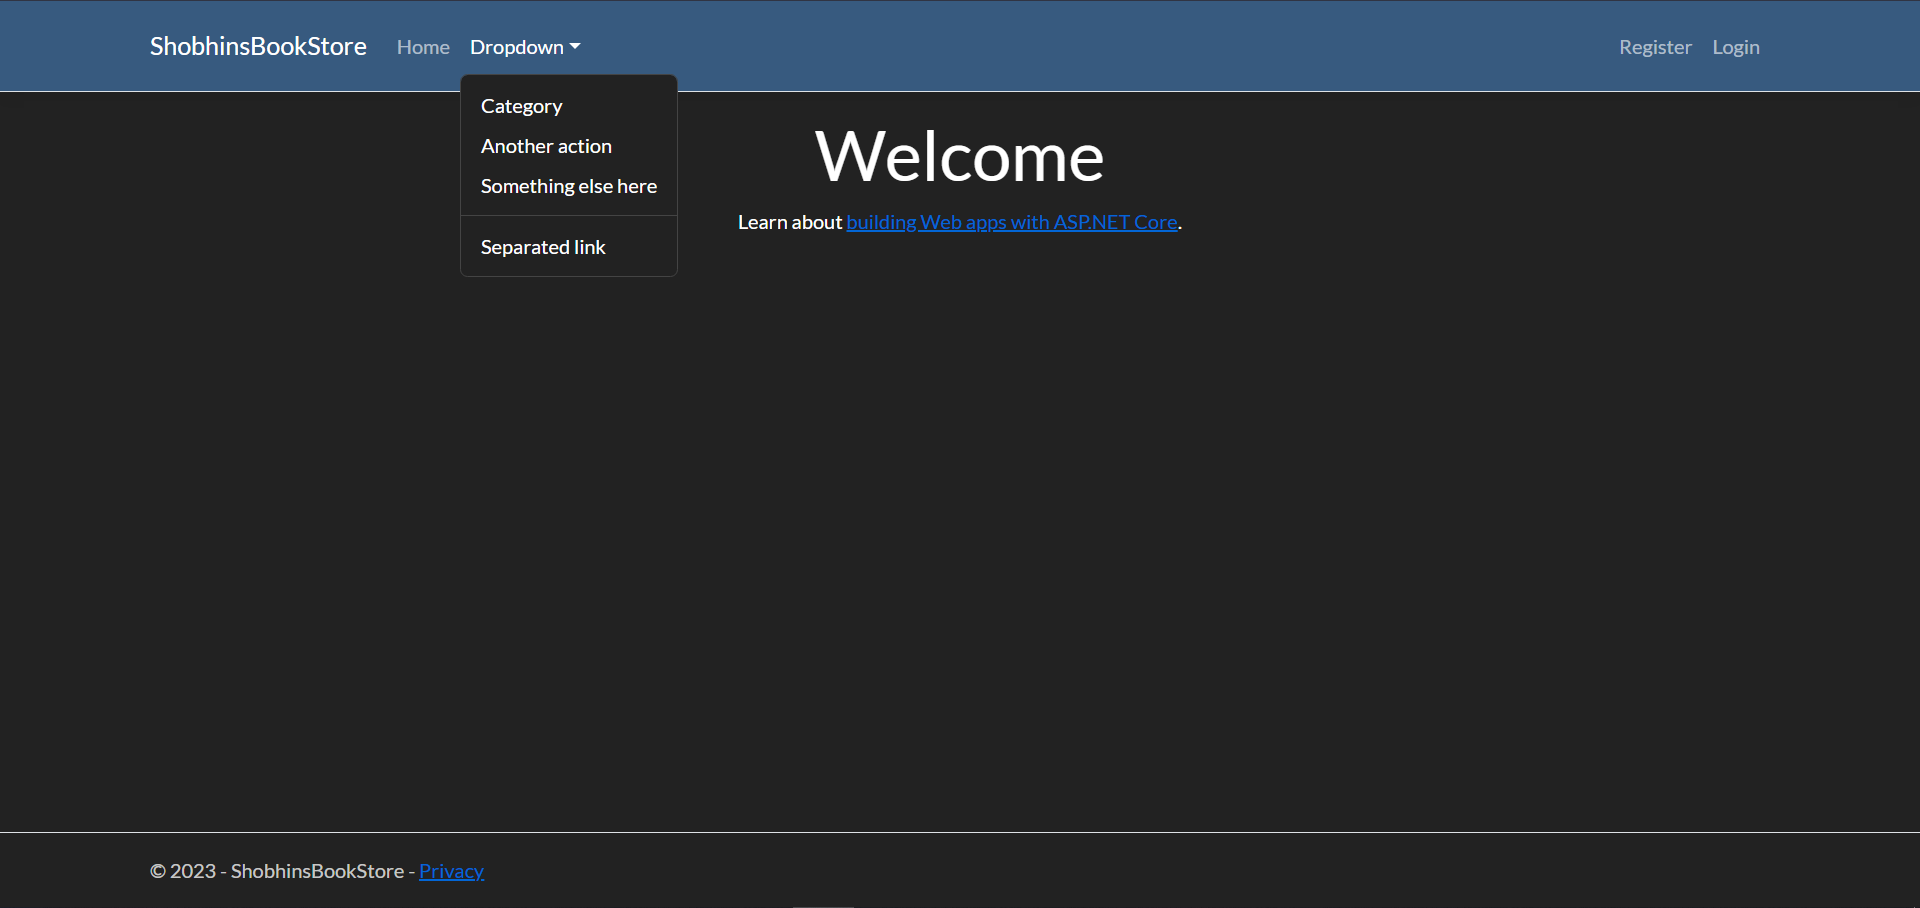 ShobhinsBookStore Home Dropdown Register Login
Category
Another action
Something else here
Separated link
Welcome
Learn about building Web apps with ASP.NET Core.
© 2023 - ShobhinsBookStore - Privacy